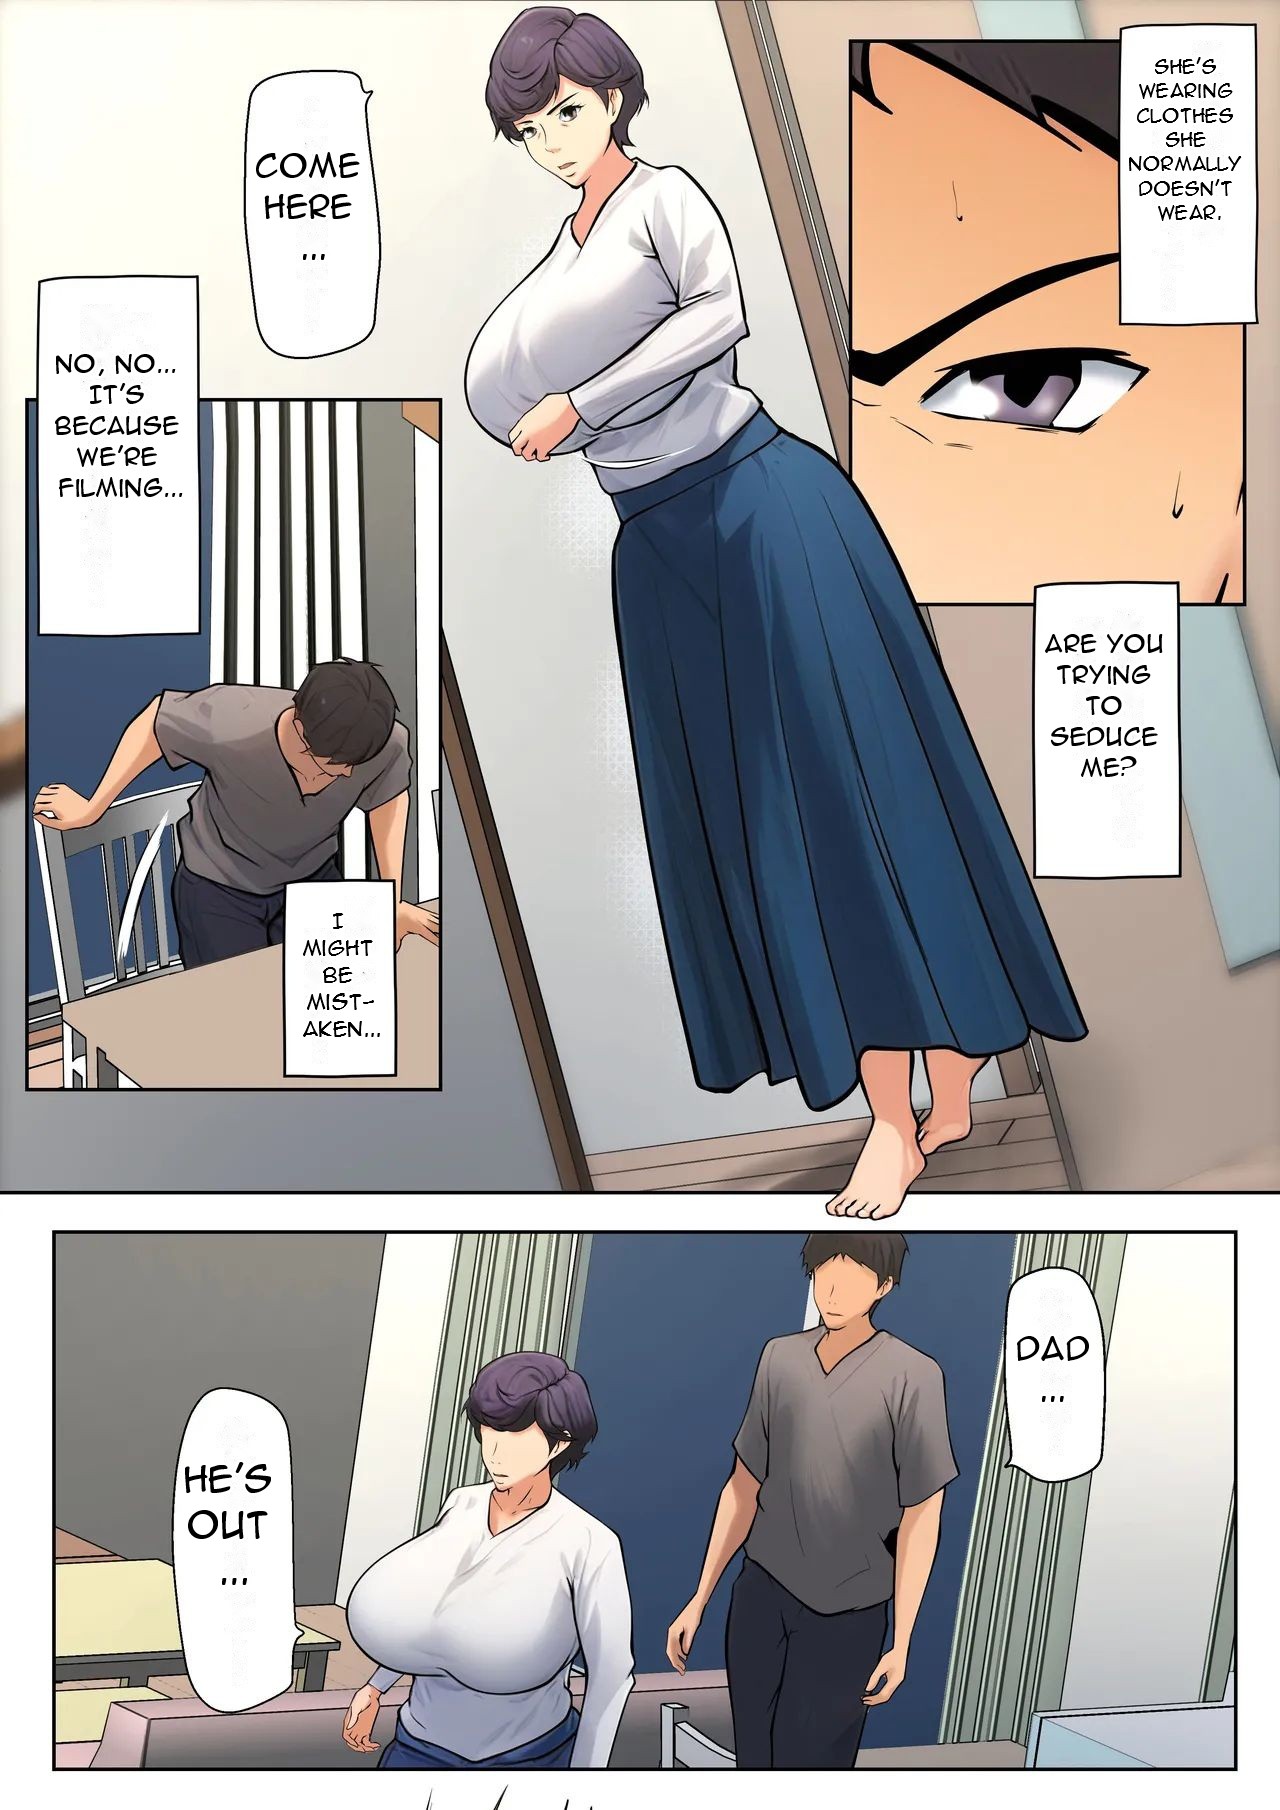 SHE'S
WEARING
CLOTHES
SHE
NORMALLY
DOESN'T
WEAR.
COME
HERE
...
ARE YOU
TRYING
TO
SEDUCE
ME?
NO, NO...
IT'S
BECAUSE
WE'RE
FILMING...
I
MIGHT
BE
MIST-
AKEN...
DAD
...
HE'S
OUT
...